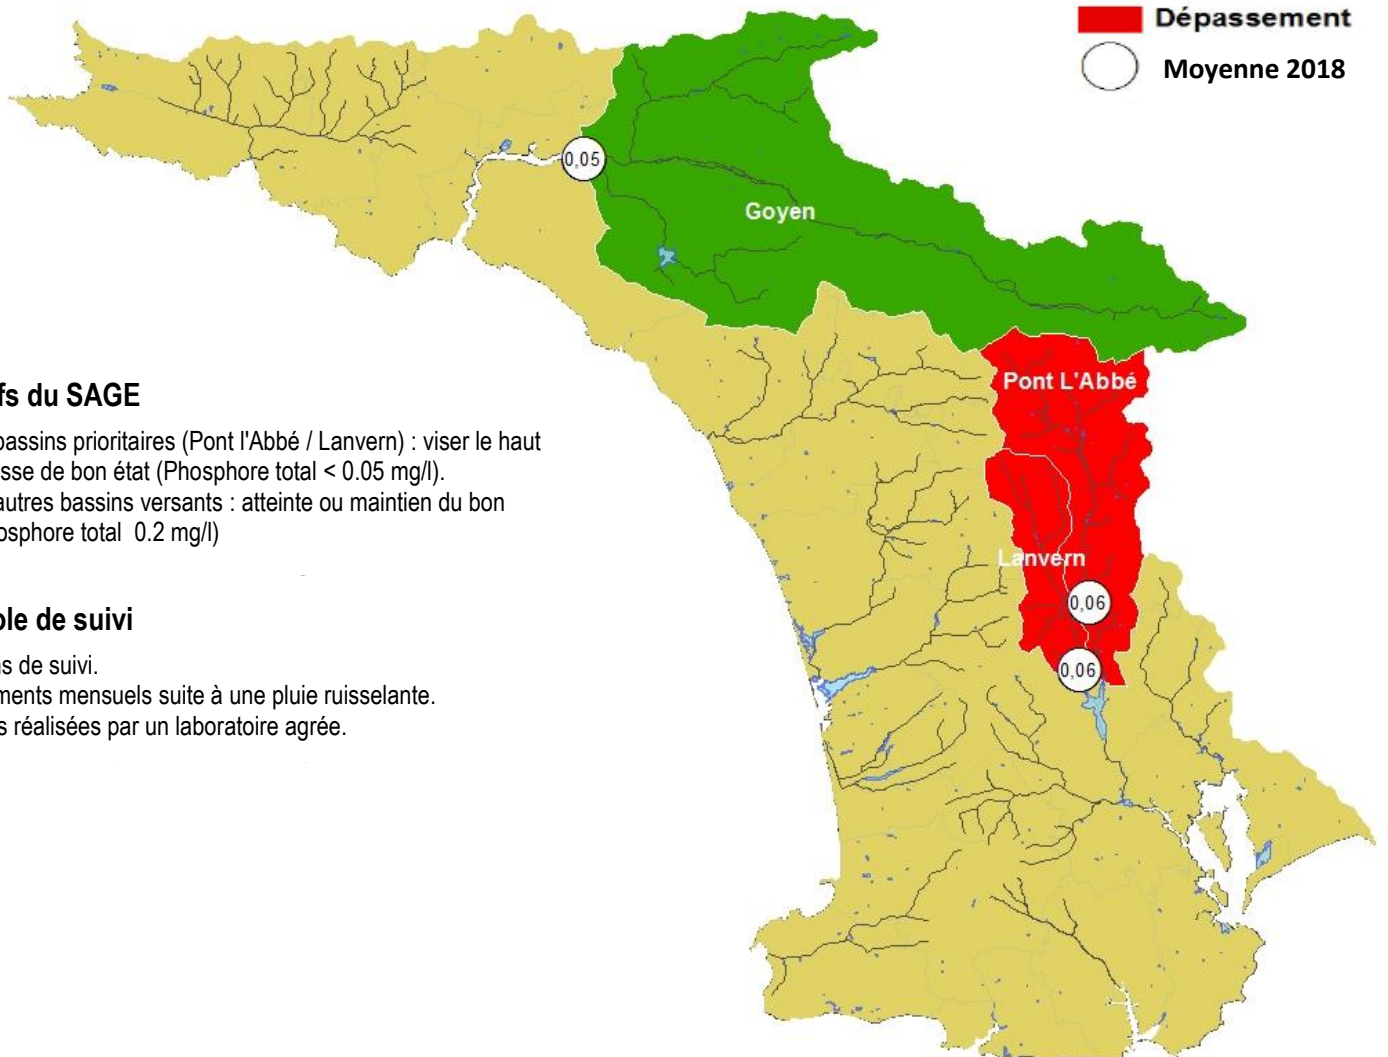 Dépassement
Moyenne 2018
0,05
Goyen
Pont L'Abbé
fs du SAGE
bassins prioritaires (Pont l'Abbé / Lanvern) : viser le haut
sse de bon état (Phosphore total < 0.05 mg/l).
autres bassins versants : atteinte ou maintien du bon
osphore total 0.2 mg/l)
Lanvern
0,06
ole de suivi
s de suivi.
ments mensuels suite à une pluie ruisselante.
s réalisées par un laboratoire agrée.
0,06